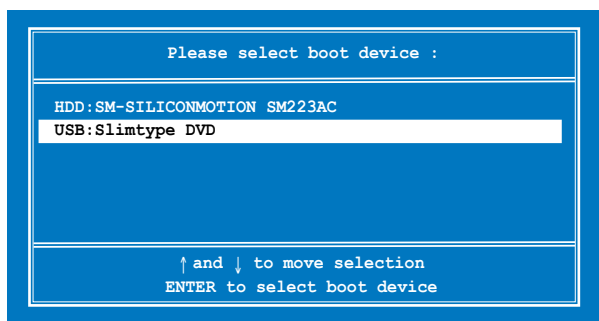 Please select boot device :
HDD:SM-SILICONMOTION SM223AC
USB:Slimtype DVD
↑ and ↓ to move selection
ENTER to select boot device